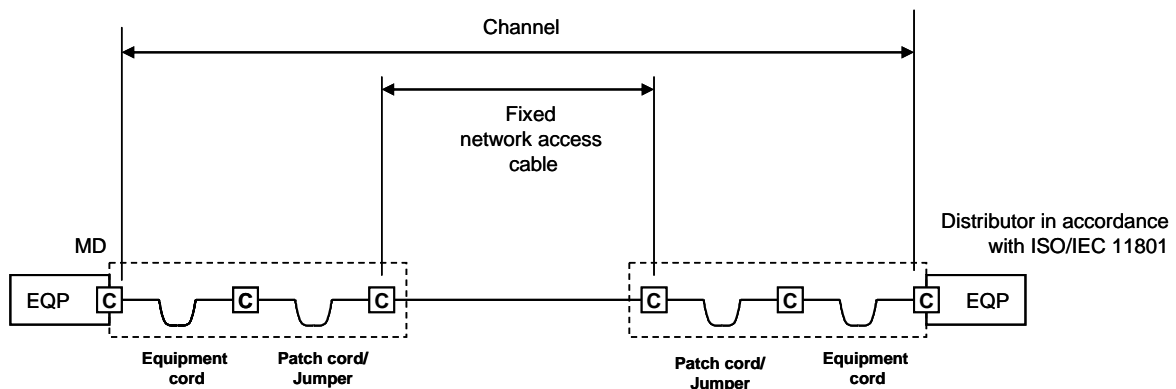 Channel
Fixed
network access
cable
MD
Distributor in accordance
with ISO/IEC 11801
EQP
C
C
C
C
C
C
EQP
Equipment
cord
Patch cord/
Jumper
Patch cord/
Jumper
Equipment
cord